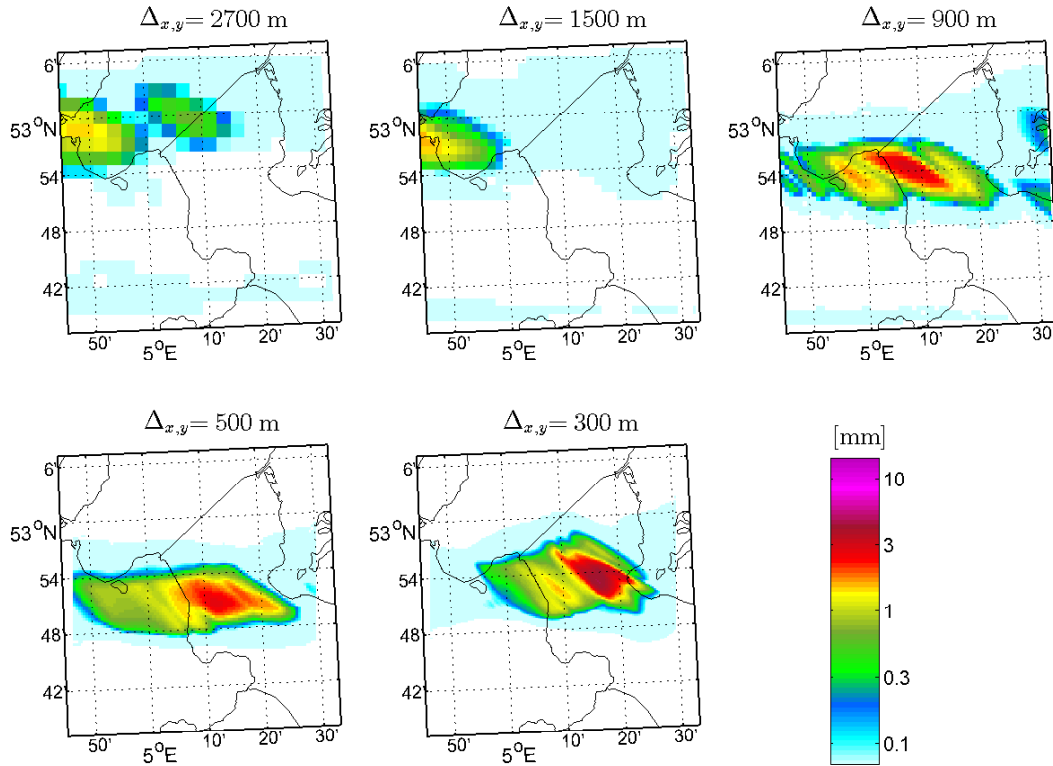 Δx,y= 2700 m
Δx,y= 1500 m
Δx,y= 900 m
6'
53°N
54
48
42
50'
5°E
10'
20'
30'
6'
53°N
54
48
42
50'
5°E
10'
20'
30'
6'
53°N
54
48
42
50'
5°E
10'
20'
30'
Δx,y= 500 m
Δx,y= 300 m
6'
53°N
54
48
42
50'
5°E
10'
20'
30'
6'
53°N
54
48
42
50'
5°E
10'
20'
30'
[mm]
10
3
1
0.3
0.1